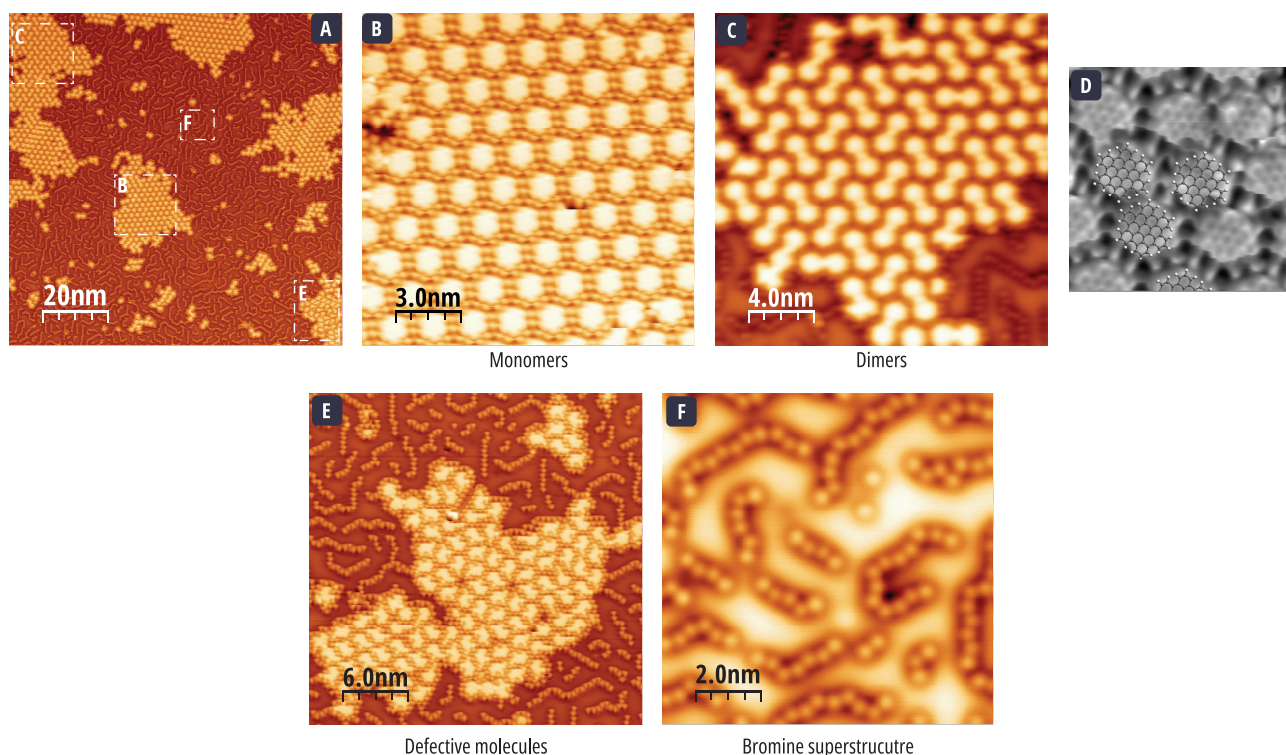 C
A
F
B
E
20nm
B
3.0nm
Monomers
C
4.0nm
Dimers
D
E
6.0nm
Defective molecules
F
2.0nm
Bromine superstrucutre